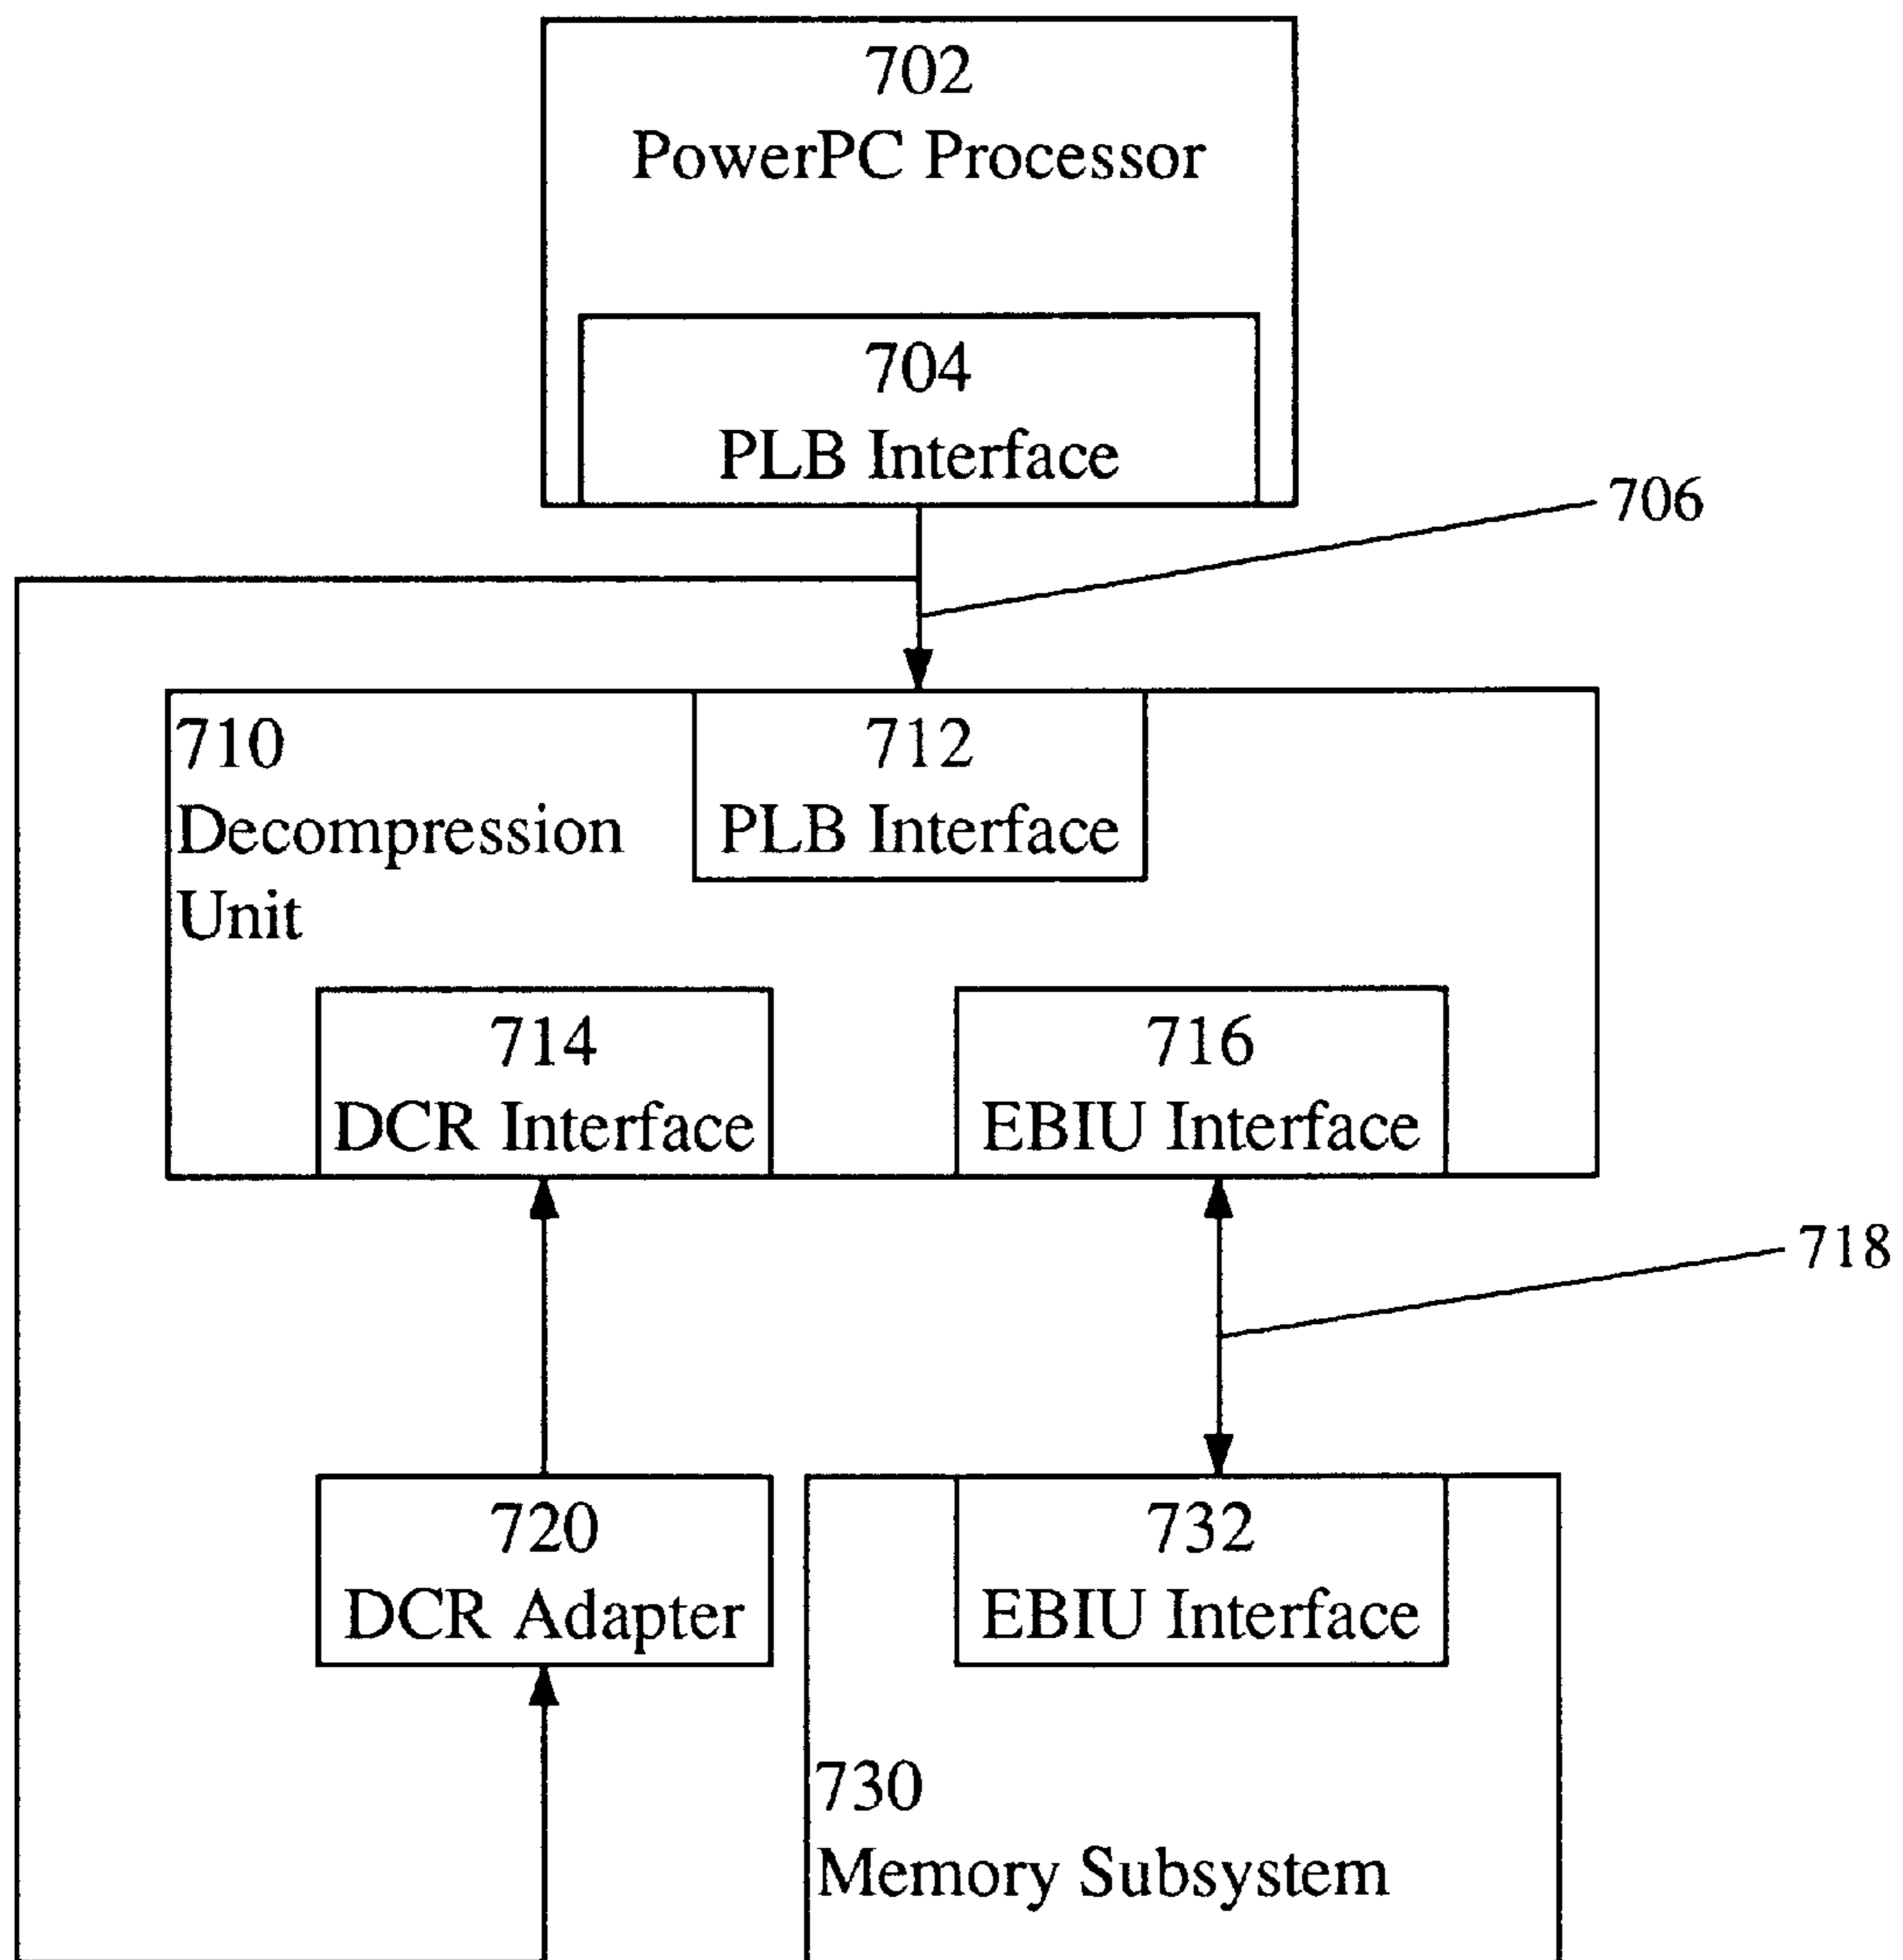 702
PowerPC Processor
704
PLB Interface
706
710
Decompression
Unit
712
PLB Interface
714
DCR Interface
716
EBIU Interface
718
720
DCR Adapter
732
EBIU Interface
730
Memory Subsystem